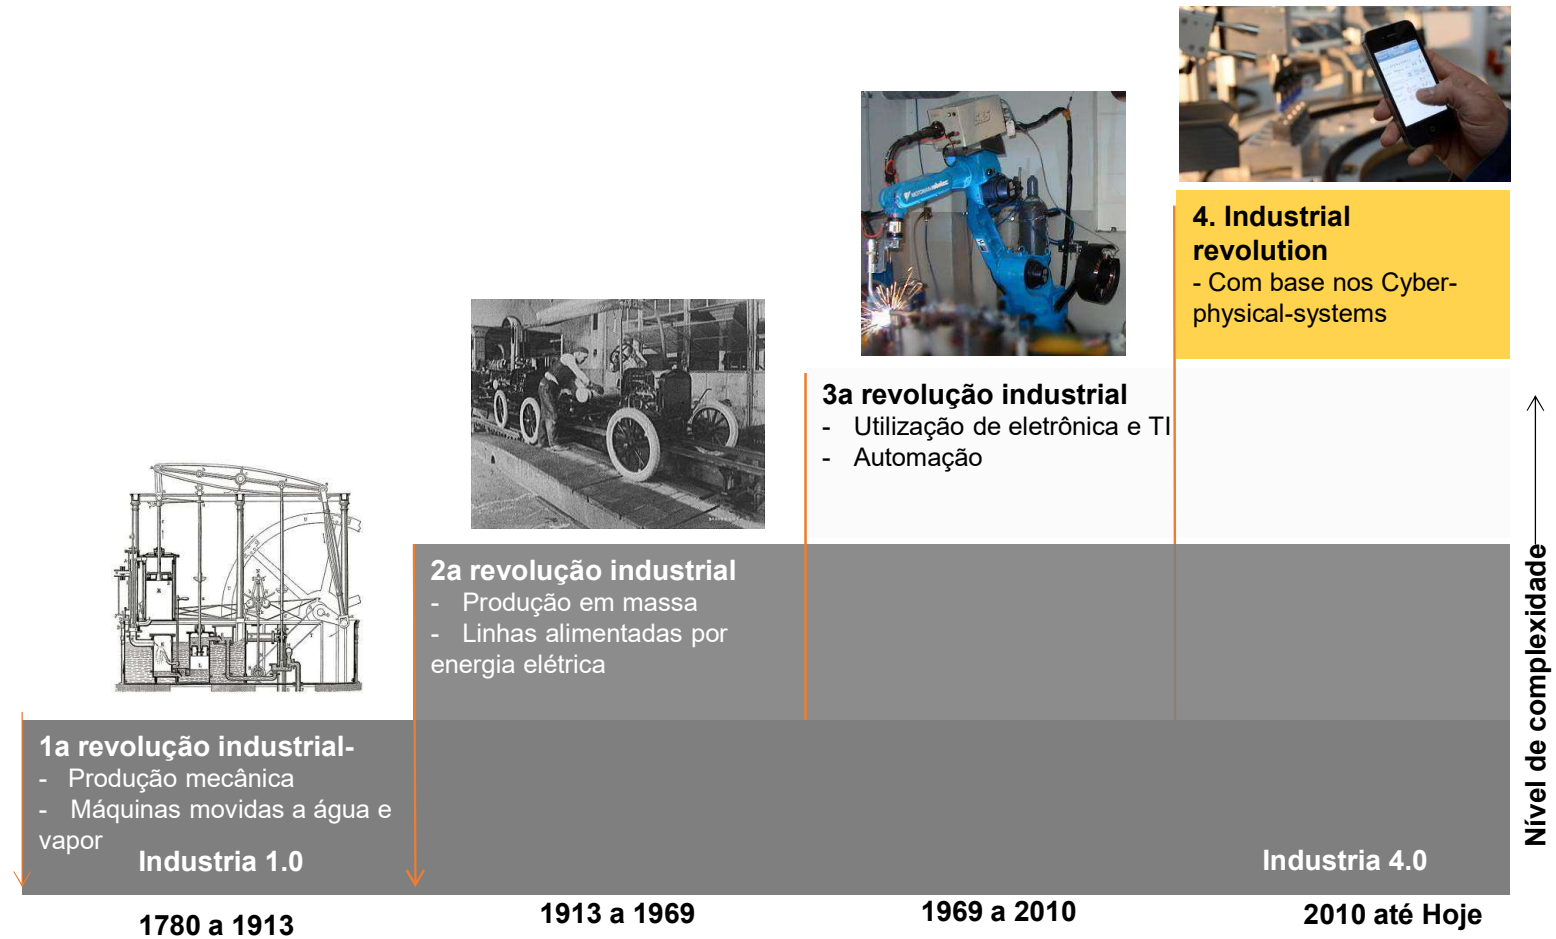 4. Industrial
revolution
- Com base nos Cyber-
physical-systems
3a revolução industrial
- Utilização de eletrônica e TI
- Automação
2a revolução industrial
- Produção em massa
- Linhas alimentadas por
energia elétrica
1a revolução industrial-
- Produção mecânica
- Máquinas movidas a água e
vapor
Industria 1.0
Industria 4.0
Nível de complexidade
1780 a 1913
1913 a 1969
1969 a 2010
2010 até Hoje